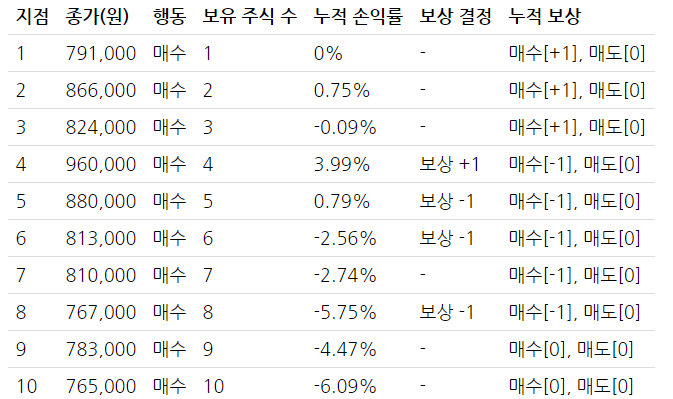 지점 종가(원) 행동 보유 주식 수 누적 손익률 보상 결정 누적 보상
1 791,000 매수 1 0% - 매수[+1], 매도[0]
2 866,000 매수 2 0.75% - 매수[+1], 매도[0]
3 824,000 매수 3 -0.09% - 매수[+1], 매도[0]
4 960,000 매수 4 3.99% 보상 +1 매수[-1], 매도[0]
5 880,000 매수 5 0.79% 보상 -1 매수[-1], 매도[0]
6 813,000 매수 6 -2.56% 보상 -1 매수[-1], 매도[0]
7 810,000 매수 7 -2.74% - 매수[-1], 매도[0]
8 767,000 매수 8 -5.75% 보상 -1 매수[-1], 매도[0]
9 783,000 매수 9 -4.47% - 매수[0], 매도[0]
10 765,000 매수 10 -6.09% - 매수[0], 매도[0]